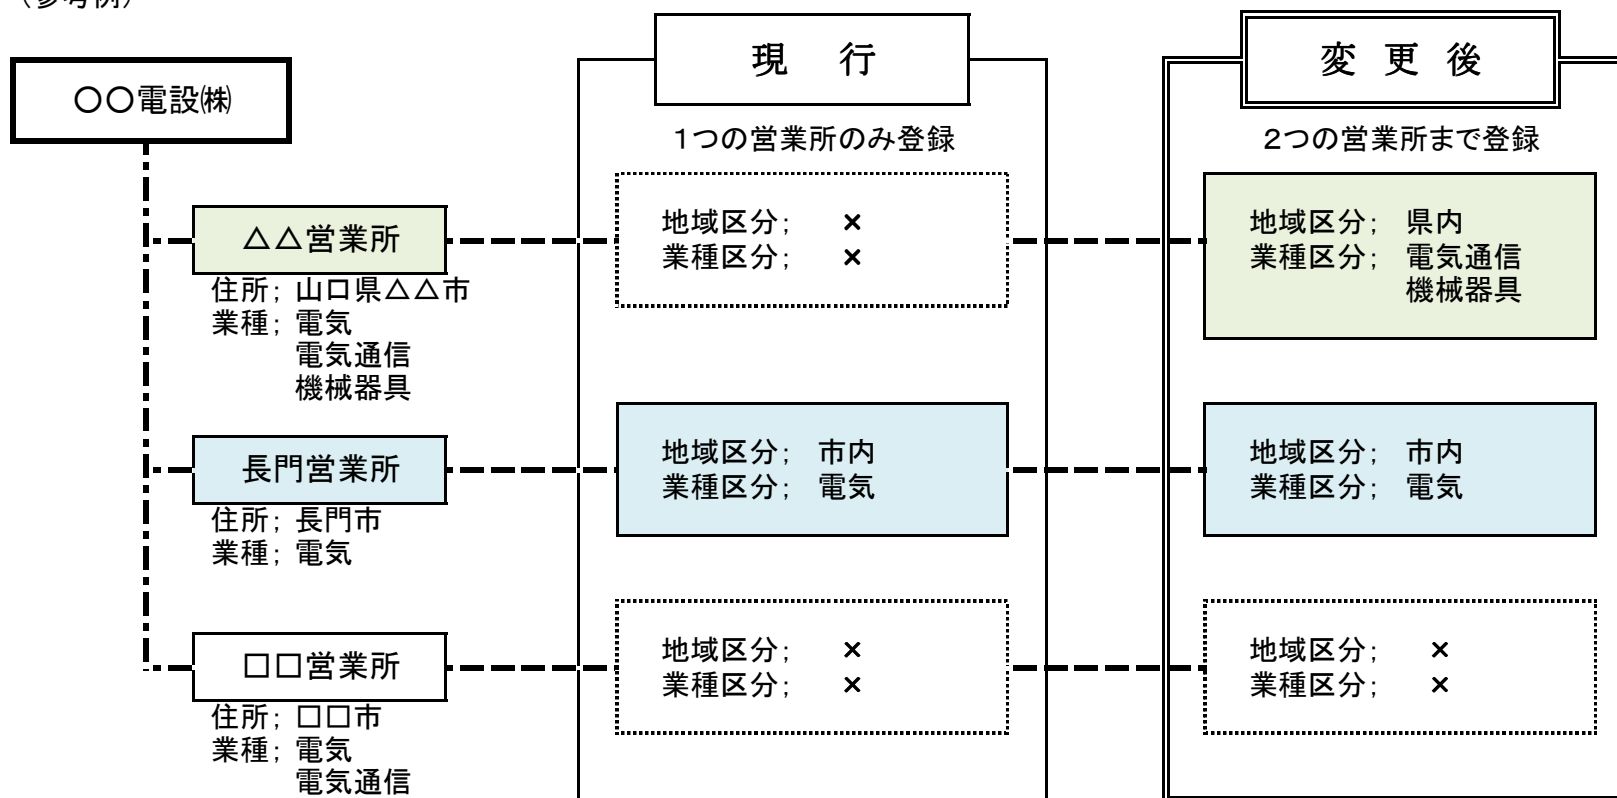 （参考例）
○○電設㈱
現 行
変 更 後
1つの営業所のみ登録
2つの営業所まで登録
△△営業所
住所； 山口県△△市
業種； 電気
電気通信
機械器具
地域区分； ×
業種区分； ×
地域区分； 県内
業種区分； 電気通信
機械器具
長門営業所
住所； 長門市
業種； 電気
地域区分； 市内
業種区分； 電気
地域区分； 市内
業種区分； 電気
□□営業所
住所； □□市
業種； 電気
電気通信
地域区分； ×
業種区分； ×
地域区分； ×
業種区分； ×